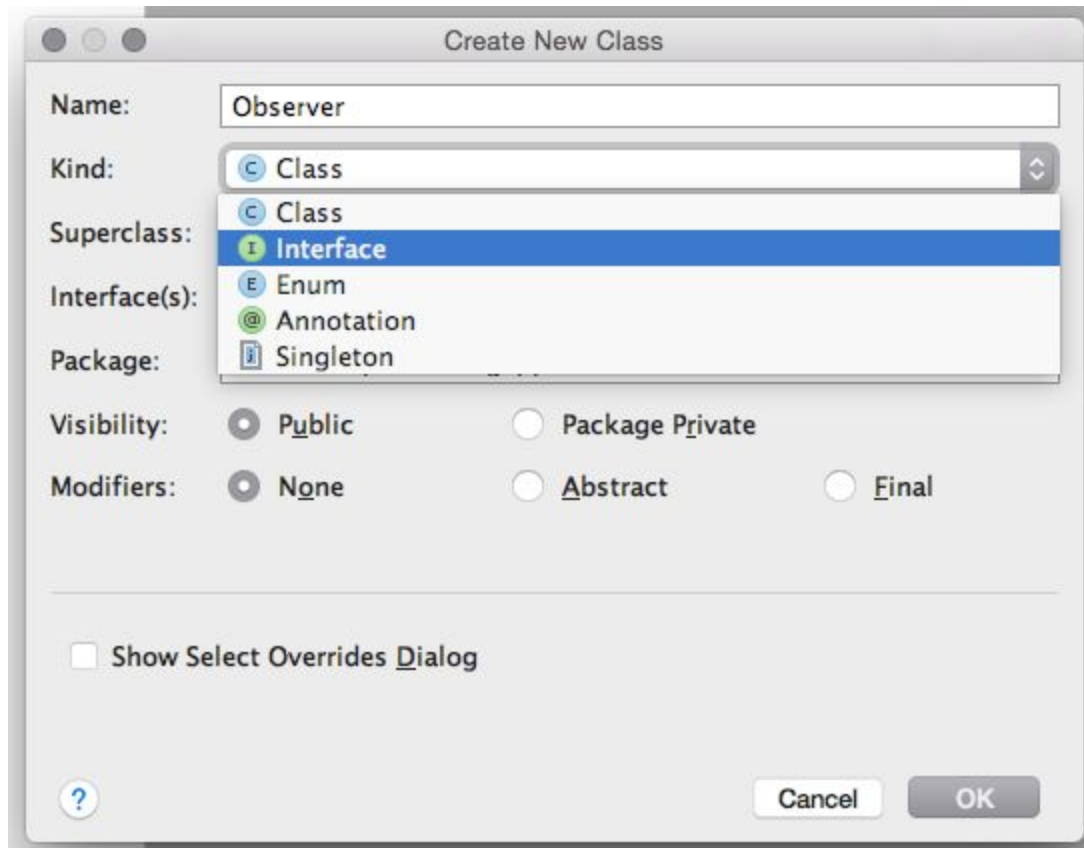 Create New Class
Name: Observer
Kind: C Class
C Class
Superclass:
I Interface
Interface(s):
E Enum
@ Annotation
Package:
Singleton
Visibility: Public Package Private
Modifiers: None Abstract Final
Show Select Overrides Dialog
? Cancel OK